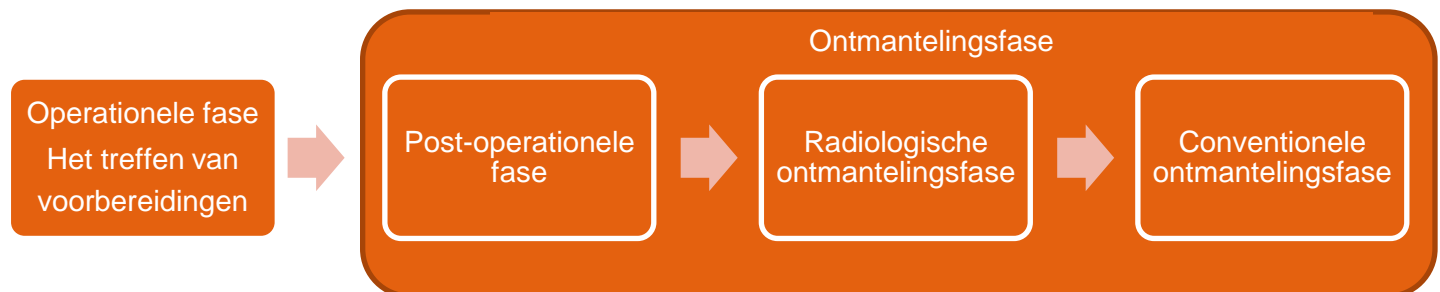 Operationele fase
Het treffen van
voorbereidingen
Ontmantelingsfase
Post-operationele
fase
Radiologische
ontmantelingsfase
Conventionele
ontmantelingsfase